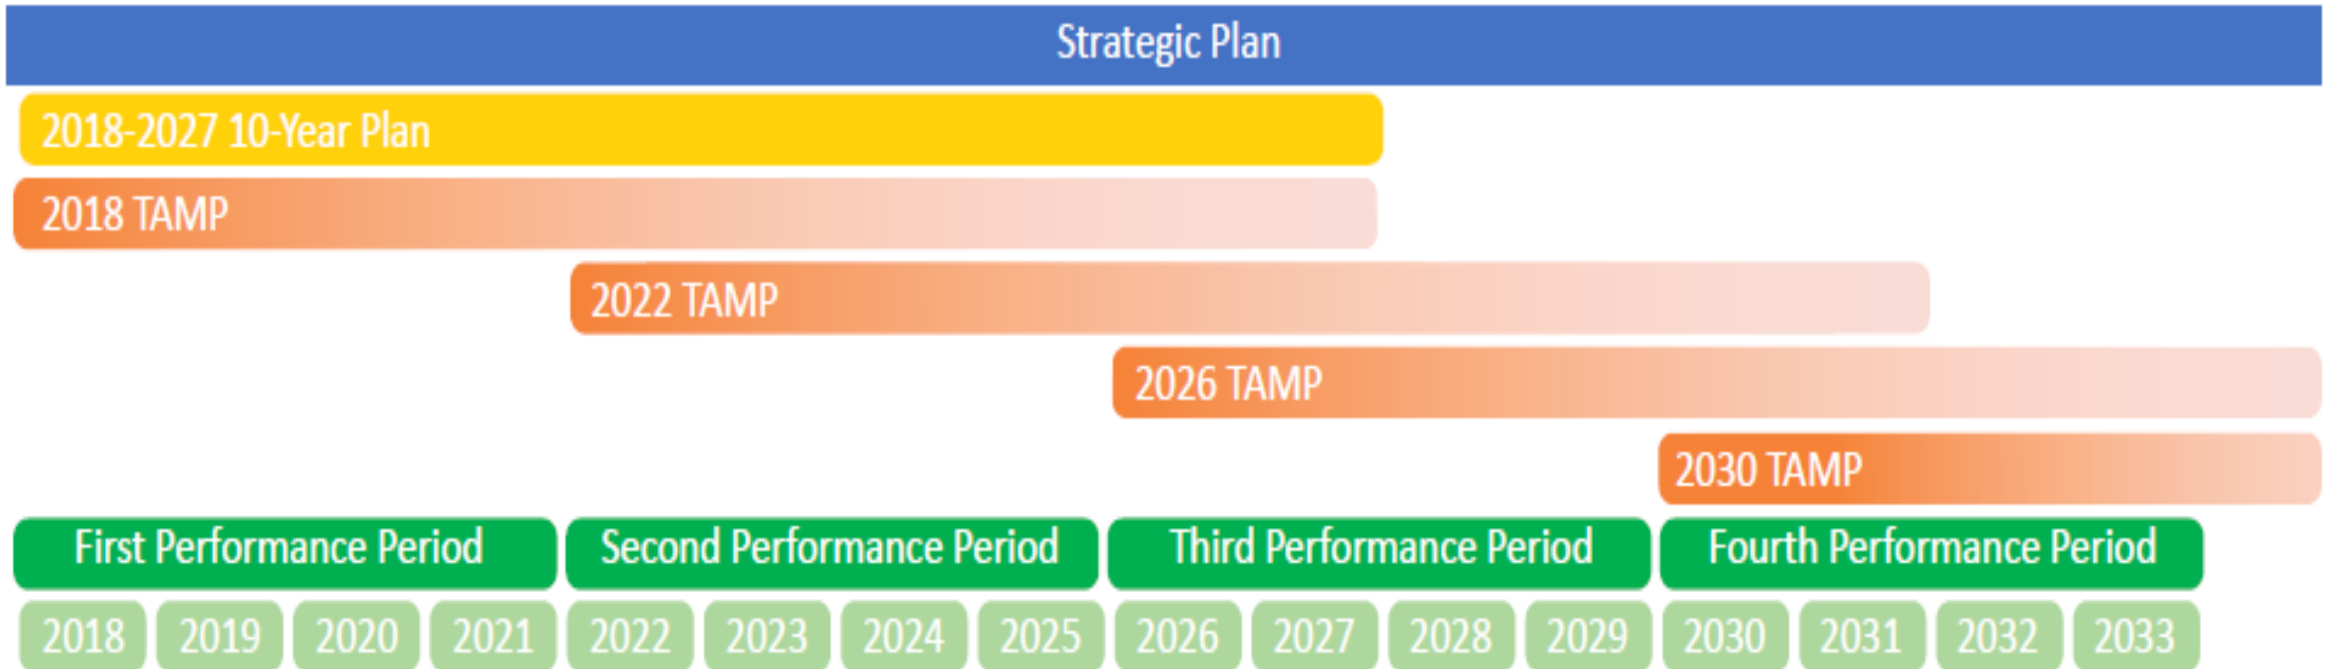 Strategic Plan
2018-2027 10-Year Plan
2018 TAMP
2022 TAMP
2026 TAMP
2030 TAMP
First Performance Period Second Performance Period Third Performance Period Fourth Performance Period
2018 2019 2020 2021 2022 2023 2024 2025 2026 2027 2028 2029 2030 2031 2032 2033